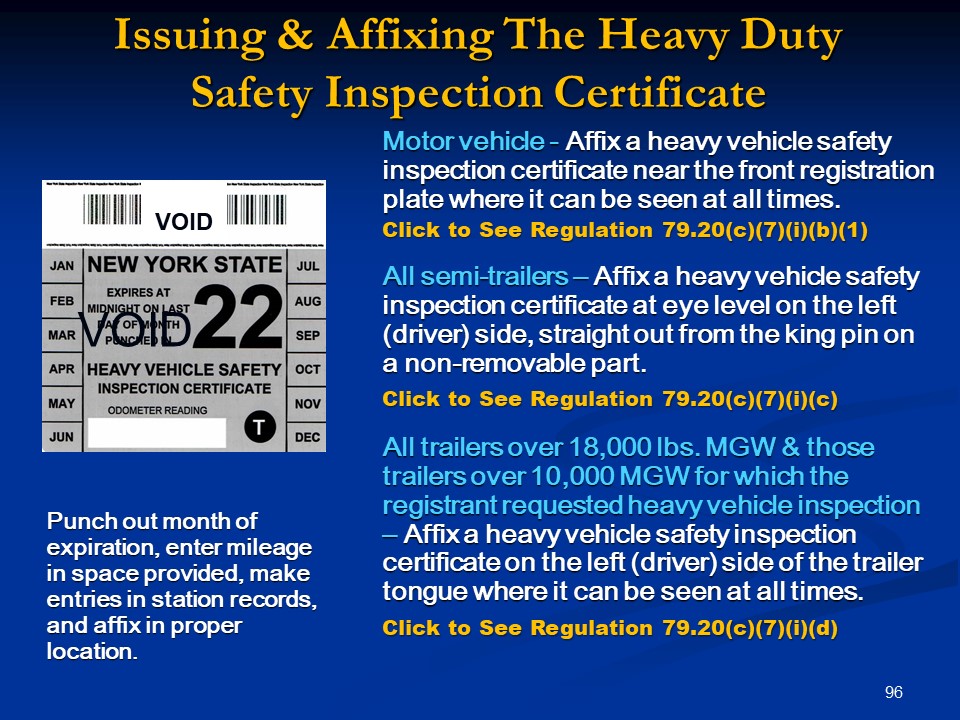 Issuing & Affixing The Heavy Duty
Safety Inspection Certificate
VOID
JAN
FEB
MAR
APR
MAY
JUN
NEW YORK STATE
EXPIRES AT
MIDNIGHT ON LAST
DAY OF MONTH
PUNCHED IN
22
VOID
HEAVY VEHICLE SAFETY
INSPECTION CERTIFICATE
ODOMETER READING
T
JUL
AUG
SEP
OCT
NOV
DEC
Punch out month of
expiration, enter mileage
in space provided, make
entries in station records,
and affix in proper
location.
Motor vehicle - Affix a heavy vehicle safety
inspection certificate near the front registration
plate where it can be seen at all times.
Click to See Regulation 79.20(c)(7)(i)(b)(1)
All semi-trailers – Affix a heavy vehicle safety
inspection certificate at eye level on the left
(driver) side, straight out from the king pin on
a non-removable part.
Click to See Regulation 79.20(c)(7)(i)(c)
All trailers over 18,000 lbs. MGW & those
trailers over 10,000 MGW for which the
registrant requested heavy vehicle inspection
– Affix a heavy vehicle safety inspection
certificate on the left (driver) side of the trailer
tongue where it can be seen at all times.
Click to See Regulation 79.20(c)(7)(i)(d)
96